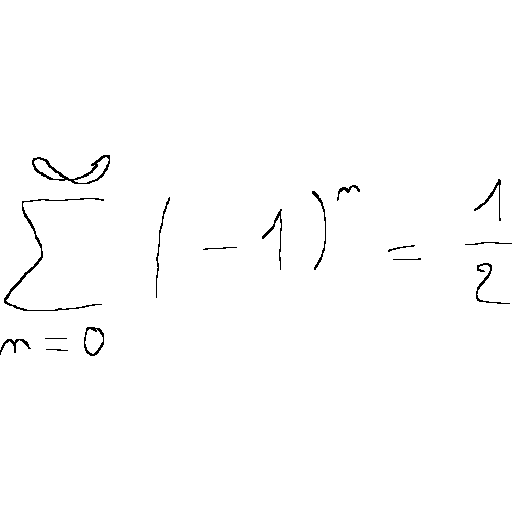 ∞
∑ (-1)^n = 1/2
n=0